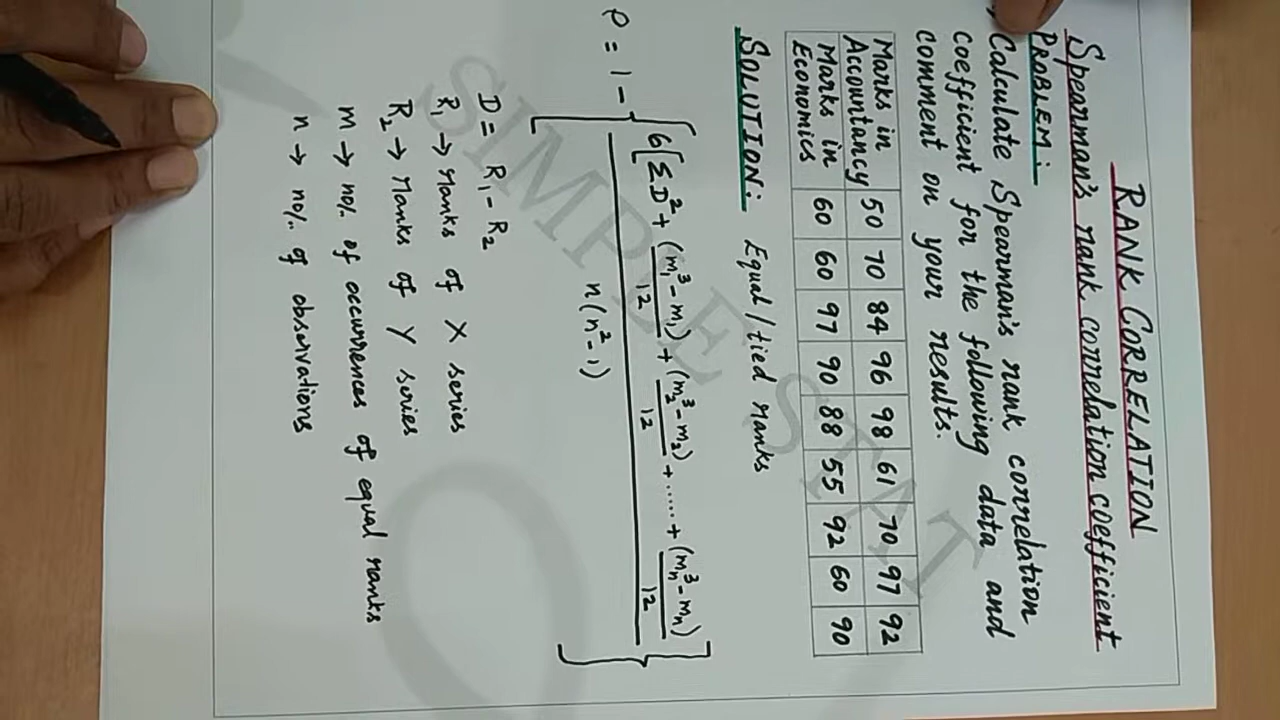 RANK CORRELATION
Spearman's rank correlation coefficient
PROBLEM:
Calculate Spearman's rank correlation
coefficient for the following data and
comment on your results.
Marks in Accountancy 50 70 84 96 98 61 70 97 92
Marks in Economics 60 60 97 90 88 55 92 60 90
SOLUTION: Equal/tied ranks
ρ = 1 - [{6[ΣD² + (m₁³-m₁)/12 + (m₂³-m₂)/12 + ...... + (mₙ³-mₙ)/12 / n(n²-1)}]
D = R₁ - R₂
R₁ → ranks of X series
R₂ → ranks of Y series
m → no%. of occurrences of equal ranks
n → no%. of observations
SIMPLE STAT